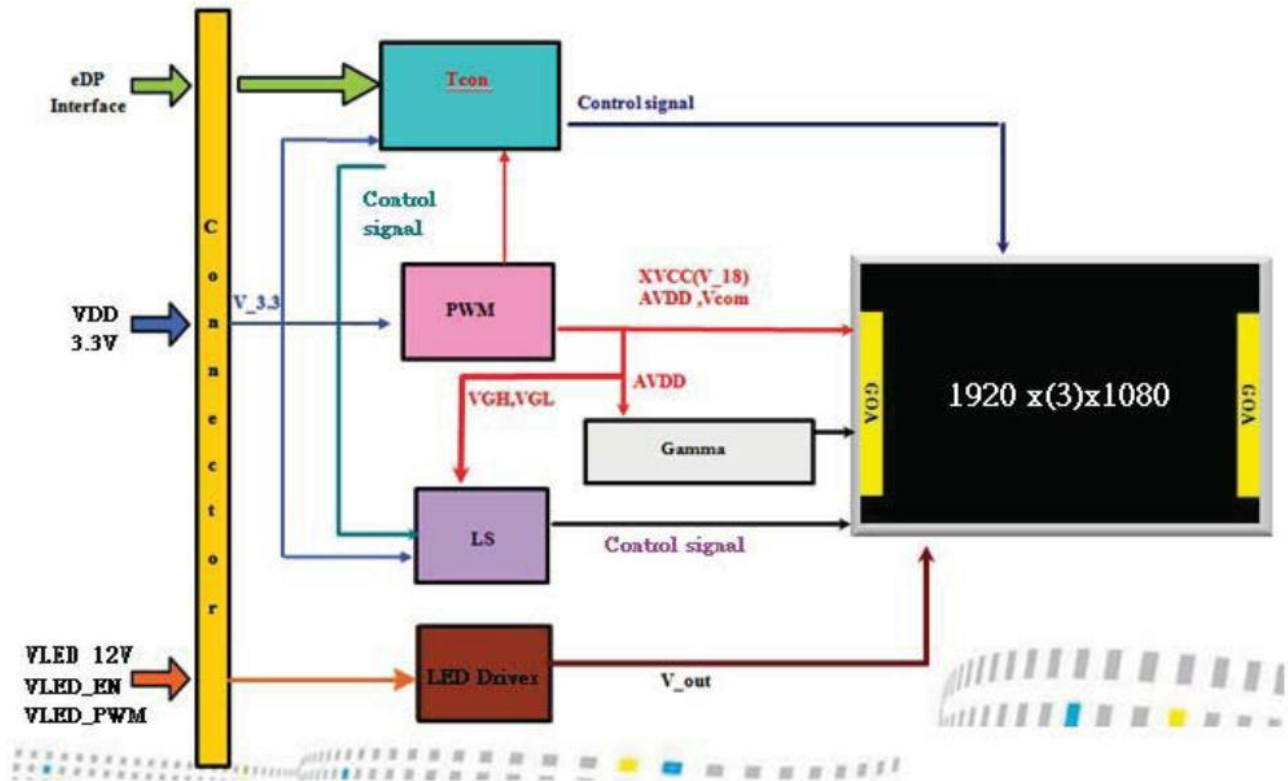 eDP
Interface
Tcon
Control signal
Control
signal
Connector
VDD
3.3V
V_3.3
PWM
XVCC(V_18)
AVDD ,Vcom
AVDD
VGH,VGL
Gamma
GOA
1920 x(3)x1080
GOA
LS
Control signal
VLED 12V
VLED_EN
VLED_PWM
LED Driver
V_out